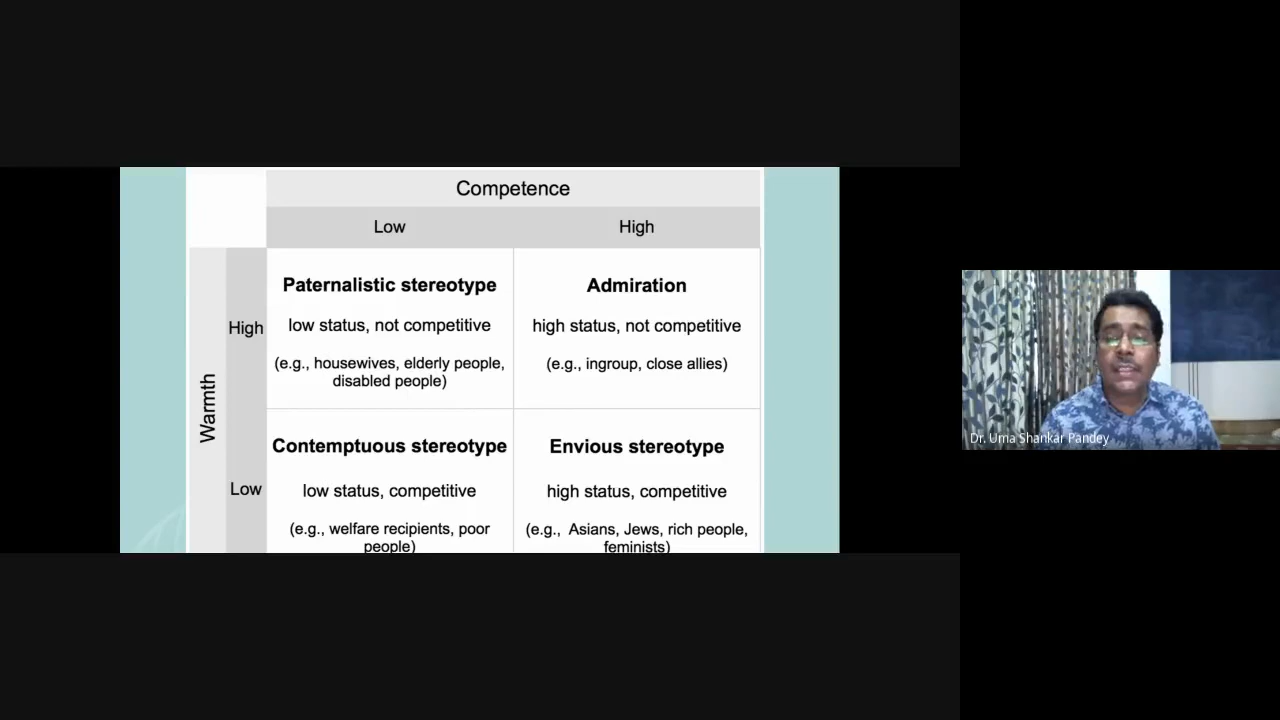 Competence
Low
High
Warmth
High
Paternalistic stereotype
low status, not competitive
(e.g., housewives, elderly people,
disabled people)
Admiration
high status, not competitive
(e.g., ingroup, close allies)
Low
Contemptuous stereotype
low status, competitive
(e.g., welfare recipients, poor
people)
Envious stereotype
high status, competitive
(e.g., Asians, Jews, rich people,
feminists)
Dr. Uma Shankar Pandey